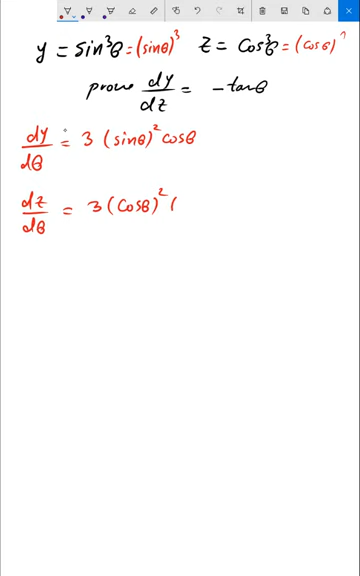 y = sin³θ = (sinθ)³ z = cos³θ = (cosθ)
prove dy/dz = -tanθ
dy/dθ = 3 (sinθ)² cosθ
dz/dθ = 3 (cosθ)² (